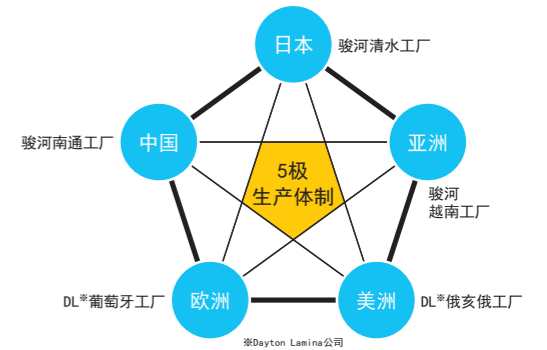 日本
骏河清水工厂
骏河南通工厂
中国
5极
生产体制
亚洲
骏河
越南工厂
DL※葡萄牙工厂
欧洲
美洲
DL※俄亥俄工厂
※Dayton Lamina公司